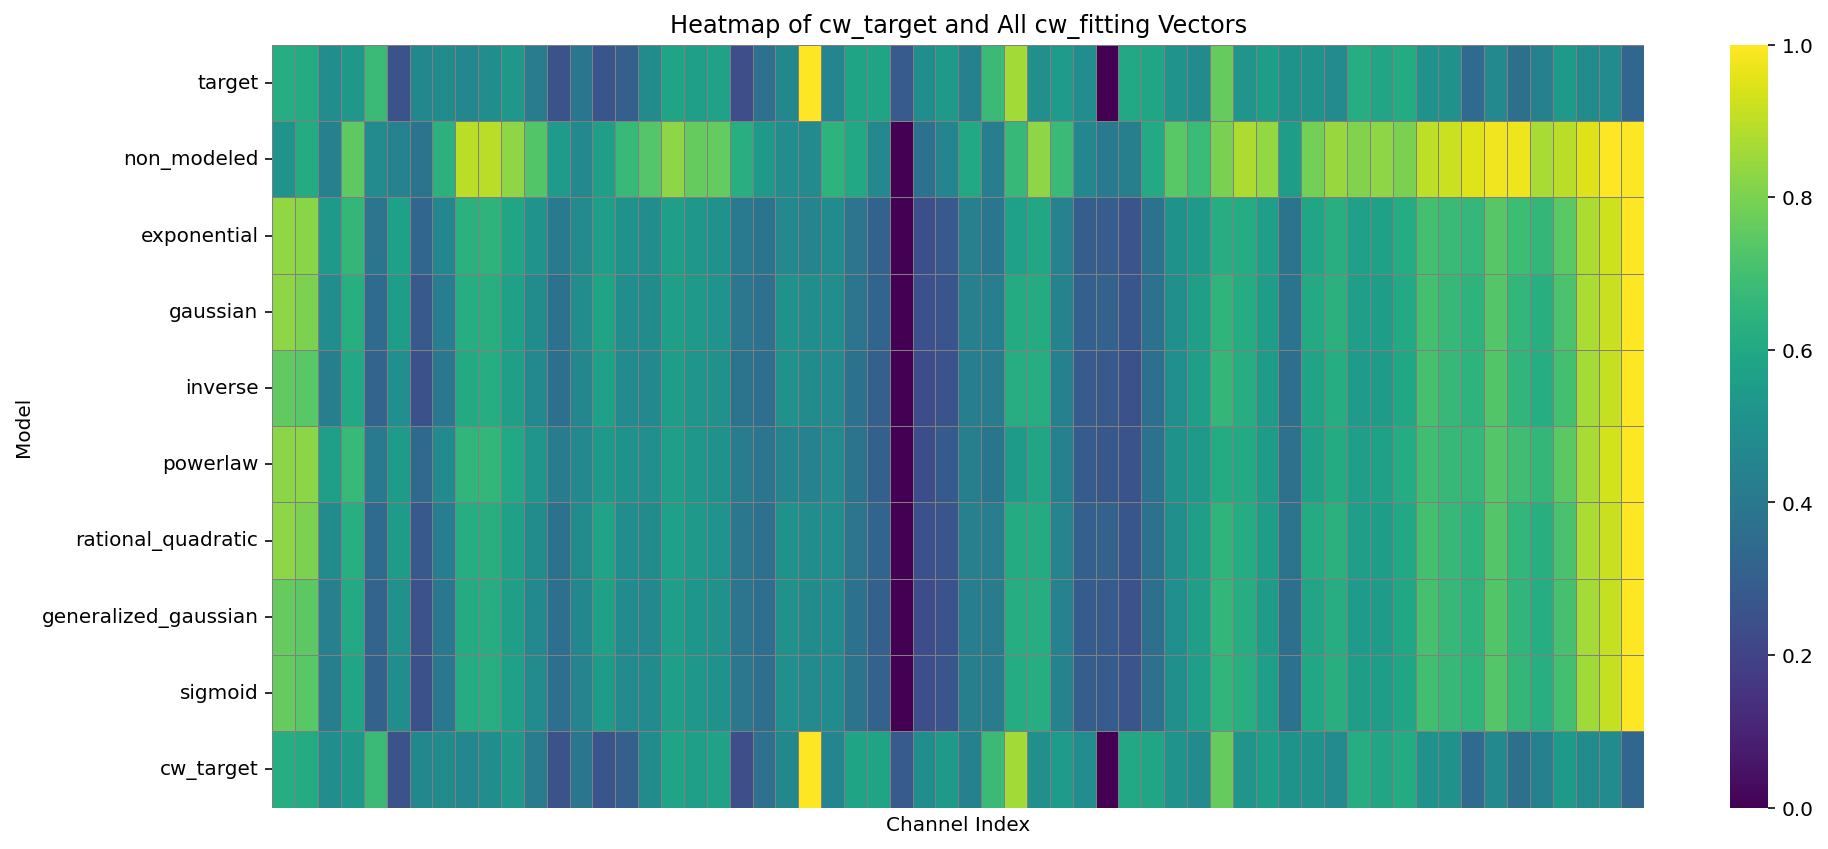 Heatmap of cw_target and All cw_fitting Vectors
Model
target
non_modeled
exponential
gaussian
inverse
powerlaw
rational_quadratic
generalized_gaussian
sigmoid
cw_target
Channel Index
1.0
0.8
0.6
0.4
0.2
0.0